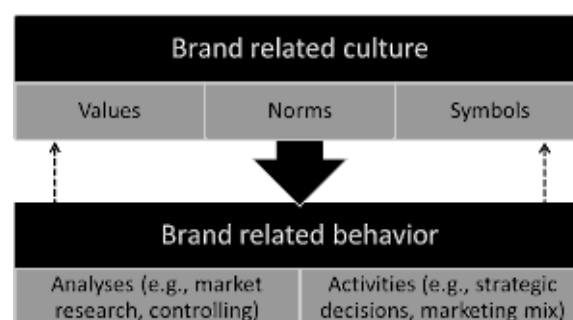 Brand related culture
Values Norms Symbols
Brand related behavior
Analyses (e.g., market Activities (e.g., strategic
research, controlling) decisions, marketing mix)